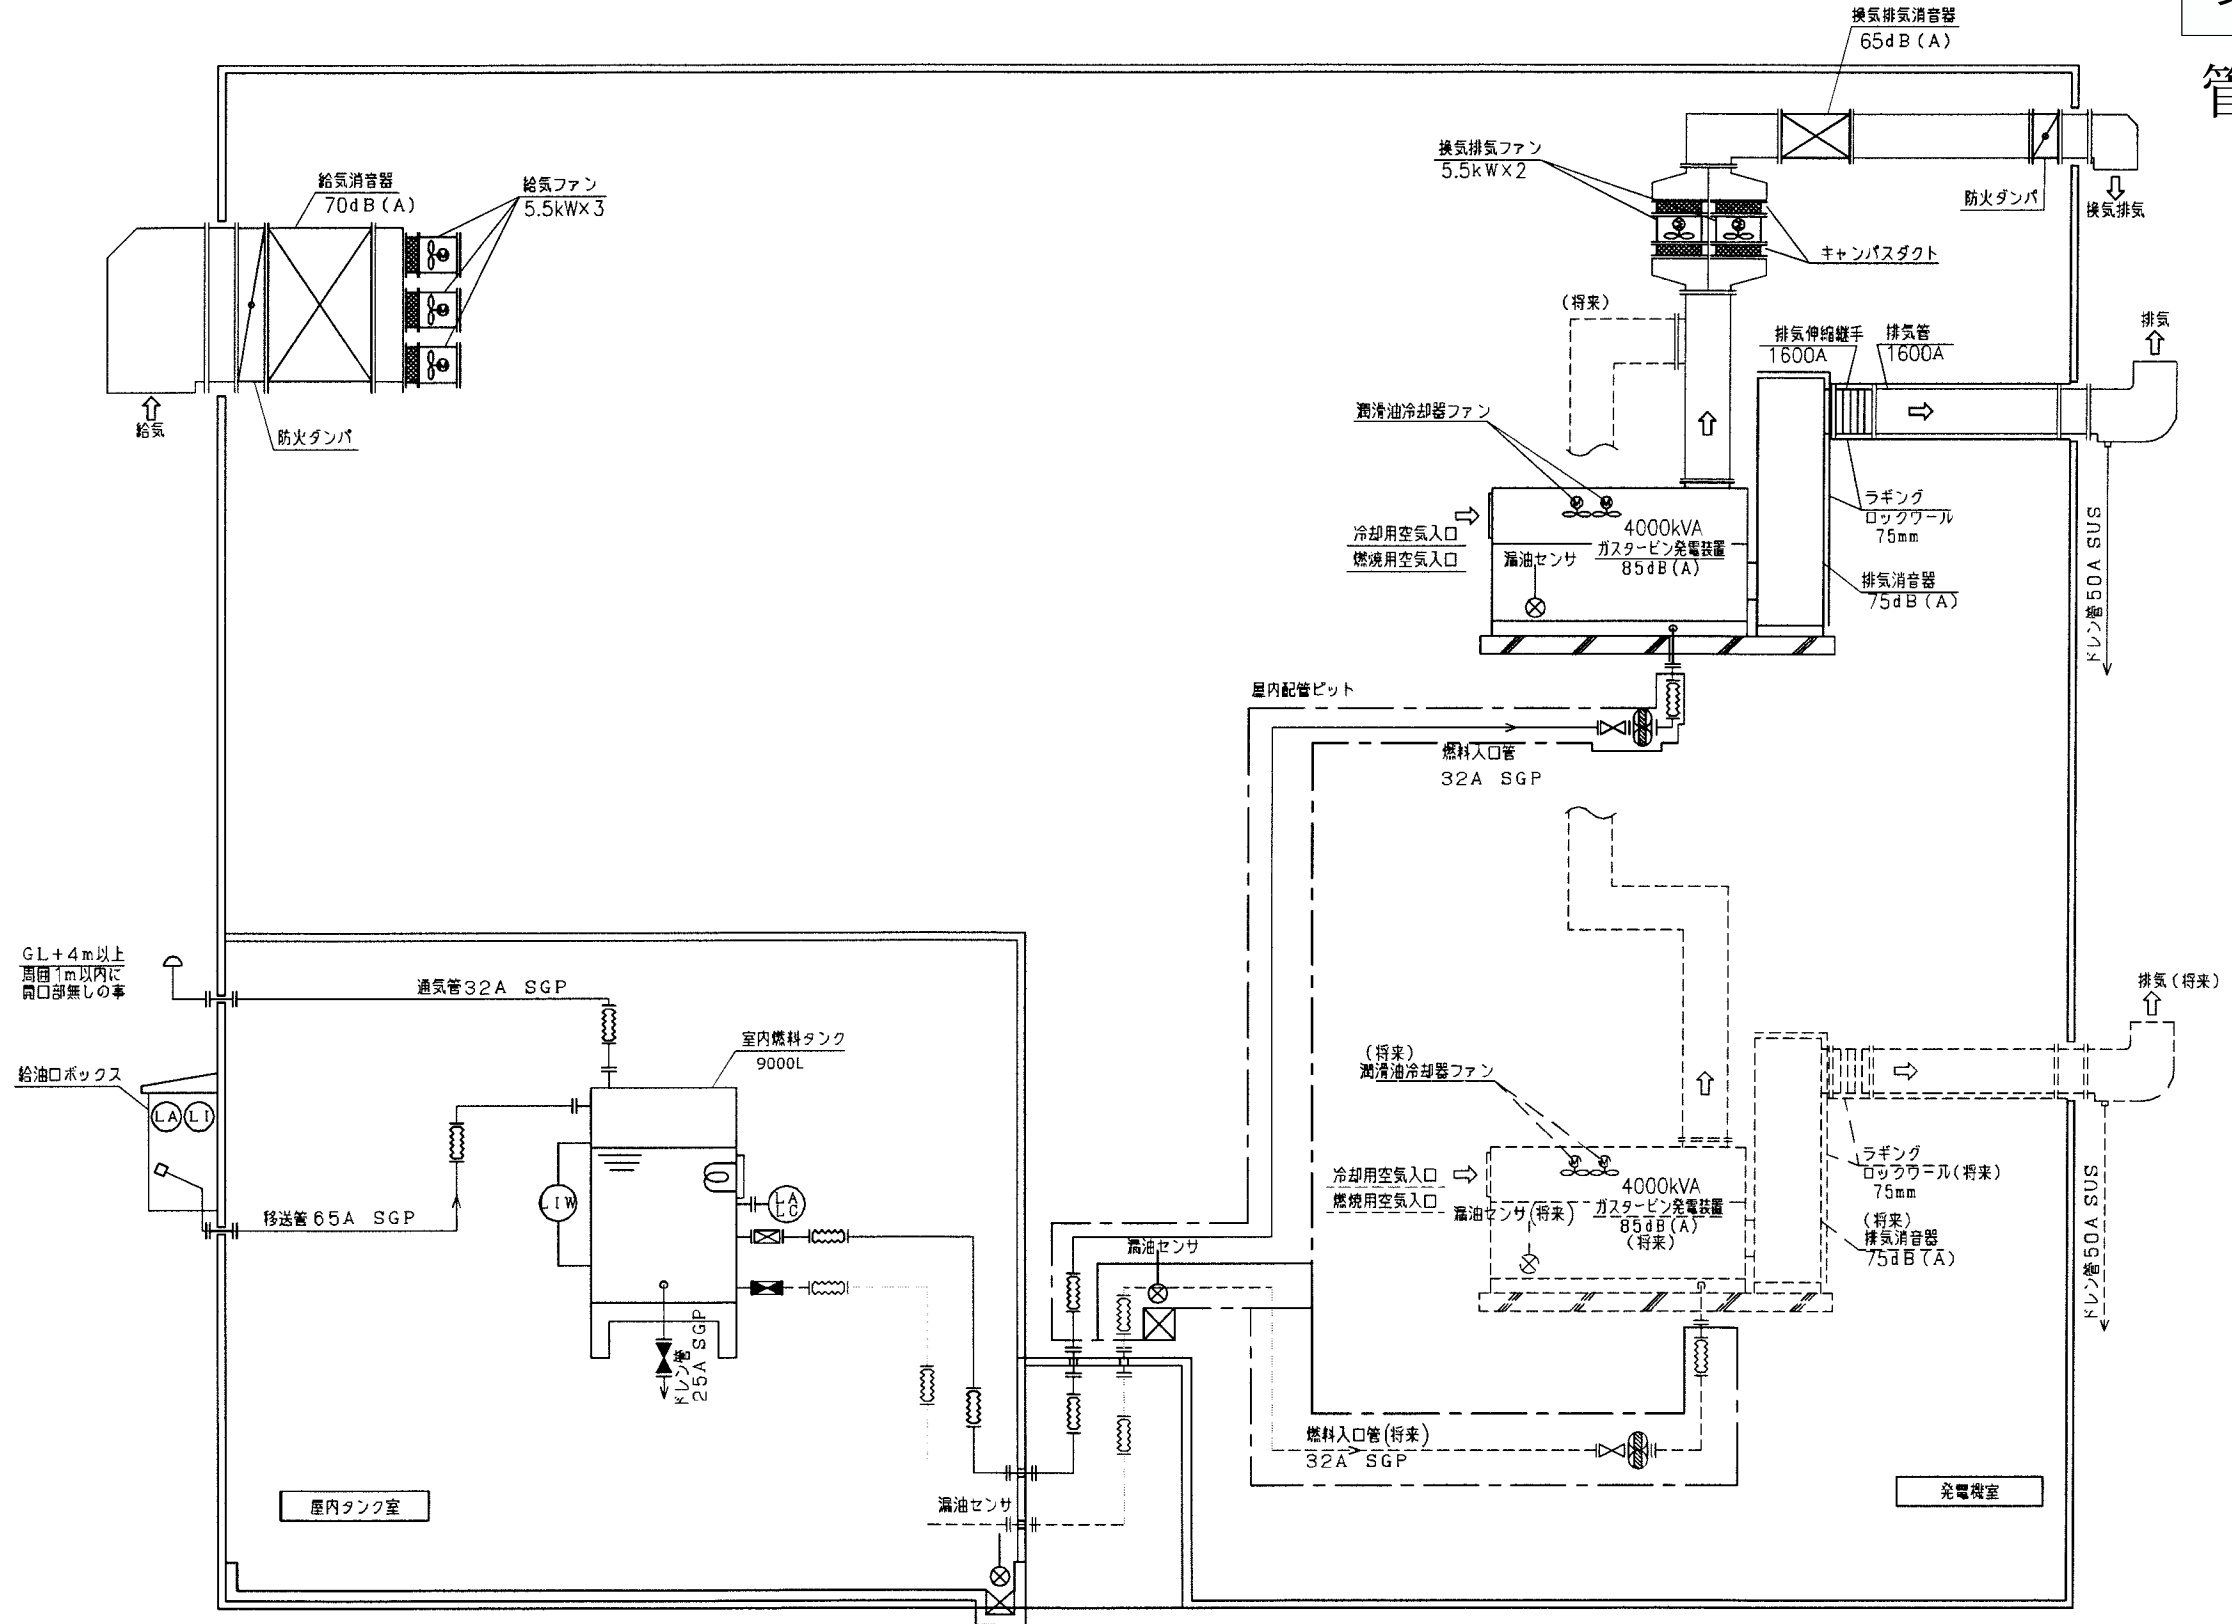 換気排気消音器
65dB(A)
管
換気排気ファン
5.5kW×2
給気消音器
70dB(A)
給気ファン
5.5kW×3
防火ダンパ
換気排気
キャンバスダクト
(将来)
排気
排気伸縮継手
1600A
排気管
1600A
給気
防火ダンパ
潤滑油冷却器ファン
ラギング
ロックウール
75mm
冷却用空気入口
燃焼用空気入口
4000kVA
ガスタービン発電装置
85dB(A)
漏油センサ
排気消音器
75dB(A)
ドレン管50A SUS
屋内配管ピット
燃料入口管
32A SGP
GL+4m以上
周囲1m以内に
開口部無しの事
通気管32A SGP
排気(将来)
室内燃料タンク
9000L
給油口ボックス
LA
LI
(将来)
潤滑油冷却器ファン
ラギング
ロックウール(将来)
75mm
冷却用空気入口
燃焼用空気入口
4000kVA
ガスタービン発電装置
85dB(A)
(将来)
漏油センサ(将来)
(将来)
排気消音器
75dB(A)
ドレン管50A SUS
LIW
LA
LC
移送管65A SGP
漏油センサ
ドレン管
25A SGP
燃料入口管(将来)
32A SGP
屋内タンク室
漏油センサ
発電機室